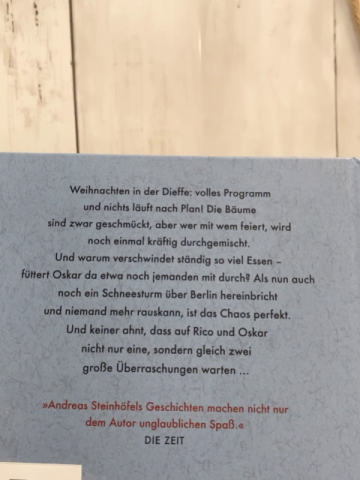 Weihnachten in der Dieffe: volles Programm
und nichts läuft nach Plan! Die Bäume
sind zwar geschmückt, aber wer mit wem feiert, wird
noch einmal kräftig durchgemischt.
Und warum verschwindet ständig so viel Essen –
füttert Oskar da etwa noch jemanden mit durch? Als nun auch
noch ein Schneesturm über Berlin hereinbricht
und niemand mehr rauskann, ist das Chaos perfekt.
Und keiner ahnt, dass auf Rico und Oskar
nicht nur eine, sondern gleich zwei
große Überraschungen warten ...
»Andreas Steinhöfels Geschichten machen nicht nur
dem Autor unglaublichen Spaß.«
DIE ZEIT